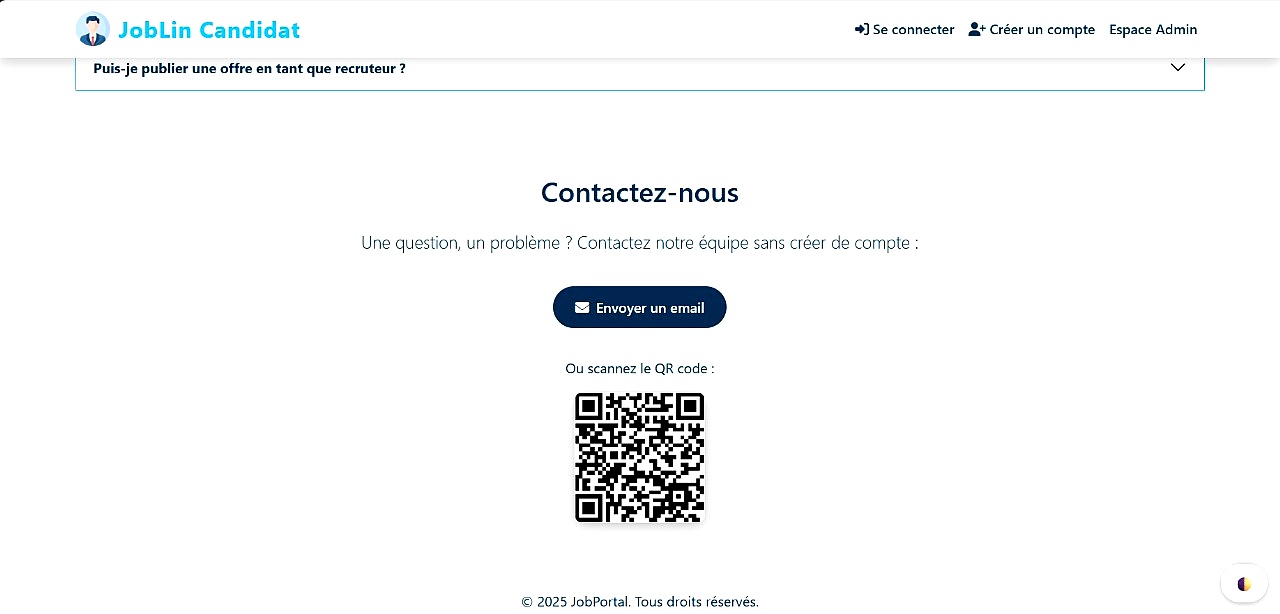 JobLin Candidat
Se connecter
Créer un compte
Espace Admin
Puis-je publier une offre en tant que recruteur ?
Contactez-nous
Une question, un problème ? Contactez notre équipe sans créer de compte :
Envoyer un email
Ou scannez le QR code :
© 2025 JobPortal. Tous droits réservés.